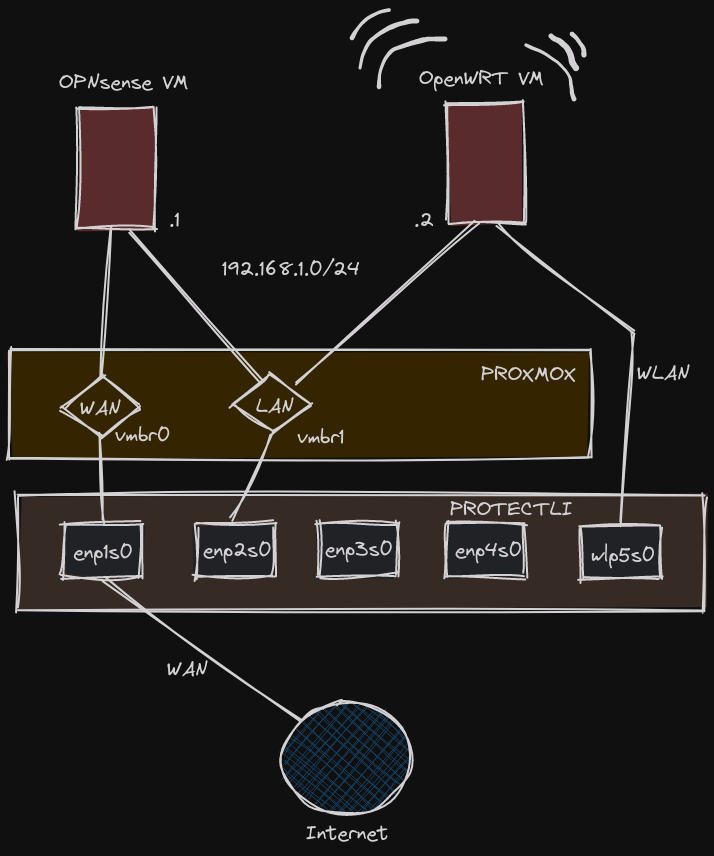 OPNsense VM
OpenWRT VM
.1
.2
192.168.1.0/24
PROXMOX
WLAN
WAN
LAN
vmbr0
vmbr1
PROTECTLI
enp1s0
enp2s0
enp3s0
enp4s0
wlp5s0
WAN
Internet